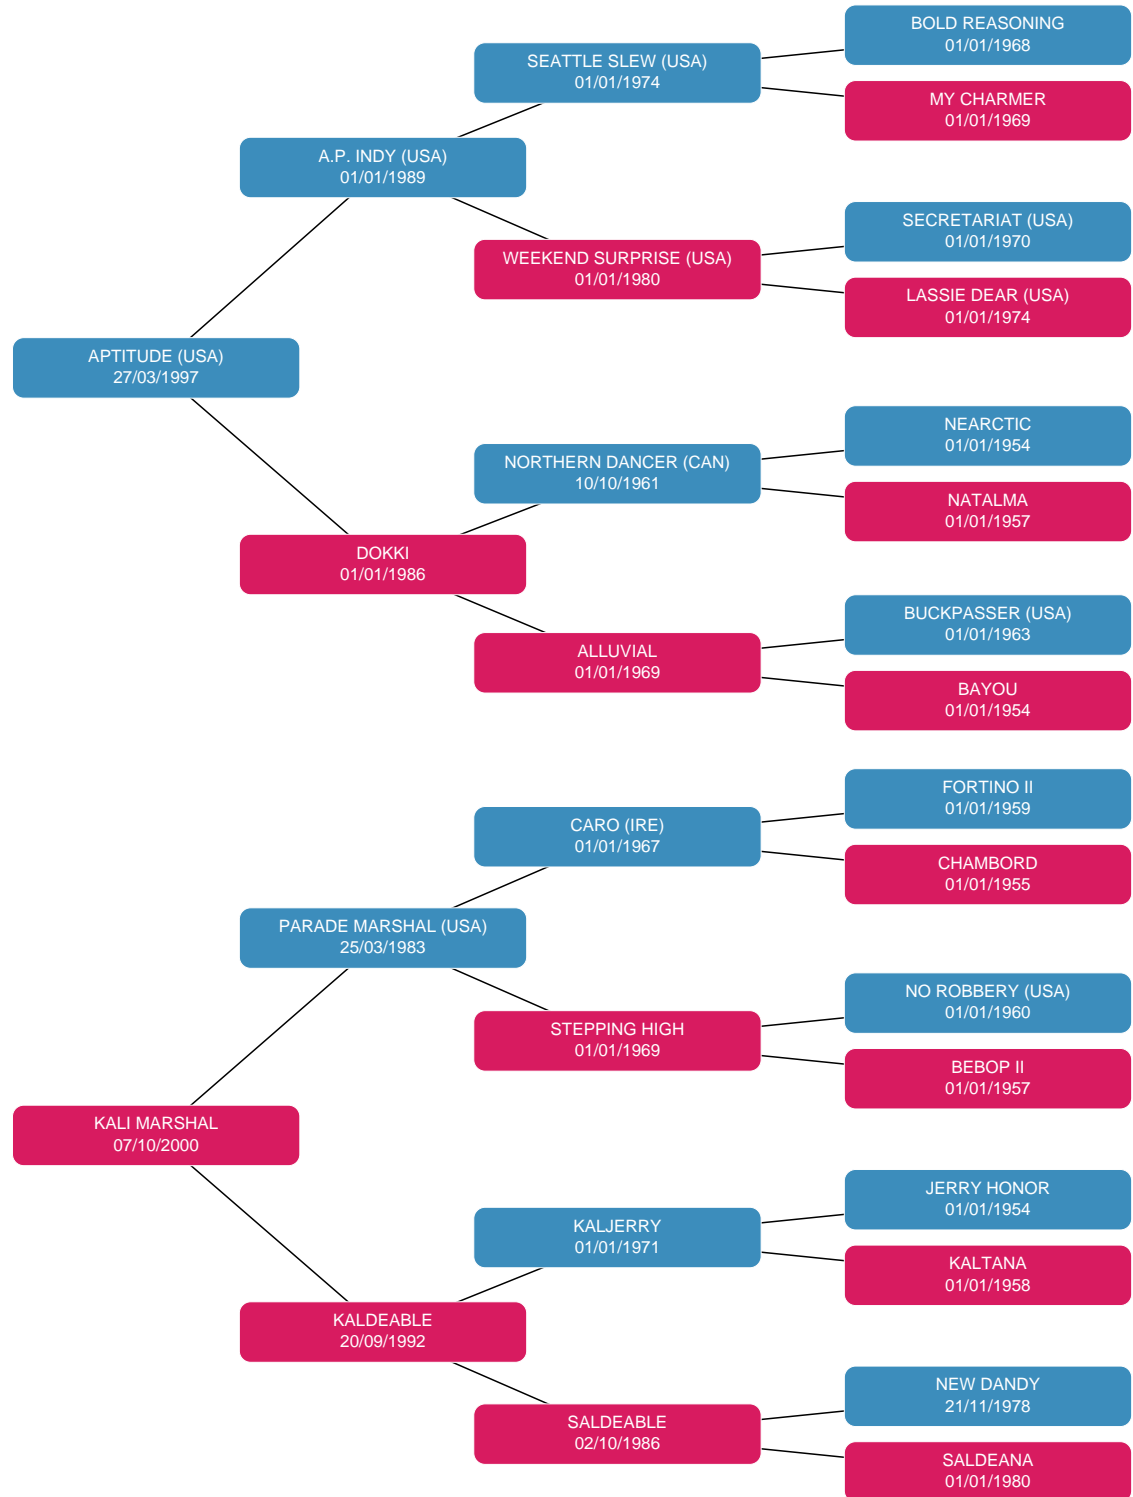 BOLD REASONING
01/01/1968
SEATTLE SLEW (USA)
01/01/1974
MY CHARMER
01/01/1969
A.P. INDY (USA)
01/01/1989
SECRETARIAT (USA)
01/01/1970
WEEKEND SURPRISE (USA)
01/01/1980
LASSIE DEAR (USA)
01/01/1974
APTITUDE (USA)
27/03/1997
NEARCTIC
01/01/1954
NORTHERN DANCER (CAN)
10/10/1961
NATALMA
01/01/1957
DOKKI
01/01/1986
BUCKPASSER (USA)
01/01/1963
ALLUVIAL
01/01/1969
BAYOU
01/01/1954
FORTINO II
01/01/1959
CARO (IRE)
01/01/1967
CHAMBORD
01/01/1955
PARADE MARSHAL (USA)
25/03/1983
NO ROBBERY (USA)
01/01/1960
STEPPING HIGH
01/01/1969
BEBOP II
01/01/1957
KALI MARSHAL
07/10/2000
JERRY HONOR
01/01/1954
KALJERRY
01/01/1971
KALTANA
01/01/1958
KALDEABLE
20/09/1992
NEW DANDY
21/11/1978
SALDEABLE
02/10/1986
SALDEANA
01/01/1980